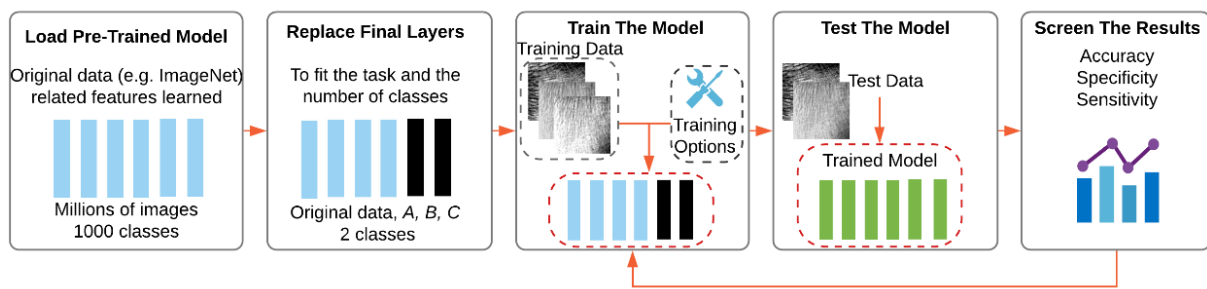 Load Pre-Trained Model
Original data (e.g. ImageNet)
related features learned
Millions of images
1000 classes
Replace Final Layers
To fit the task and the
number of classes
Original data, A, B, C
2 classes
Train The Model
Training Data
Training
Options
Test The Model
Test Data
Trained Model
Screen The Results
Accuracy
Specificity
Sensitivity